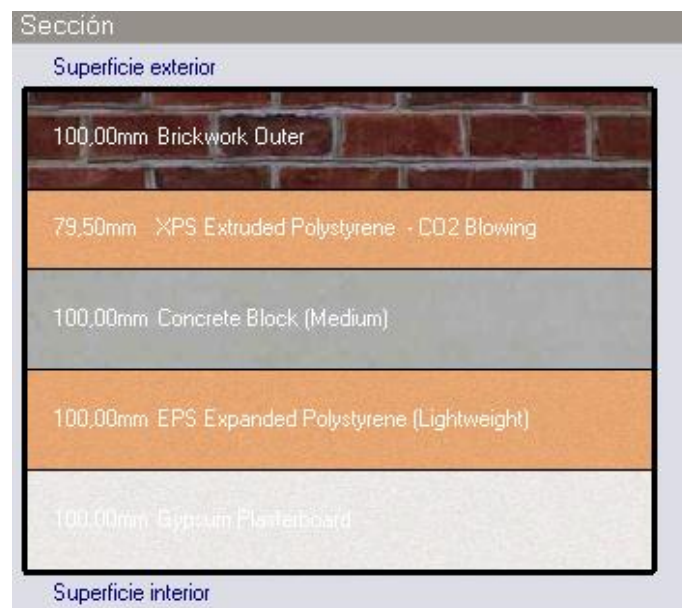 Sección
Superficie exterior
100,00mm Brickwork Outer
79,50mm XPS Extruded Polystyrene - CO2 Blowing
100,00mm Concrete Block (Medium)
100,00mm EPS Expanded Polystyrene (Lightweight)
100,00mm Gypsum Plasterboard
Superficie interior